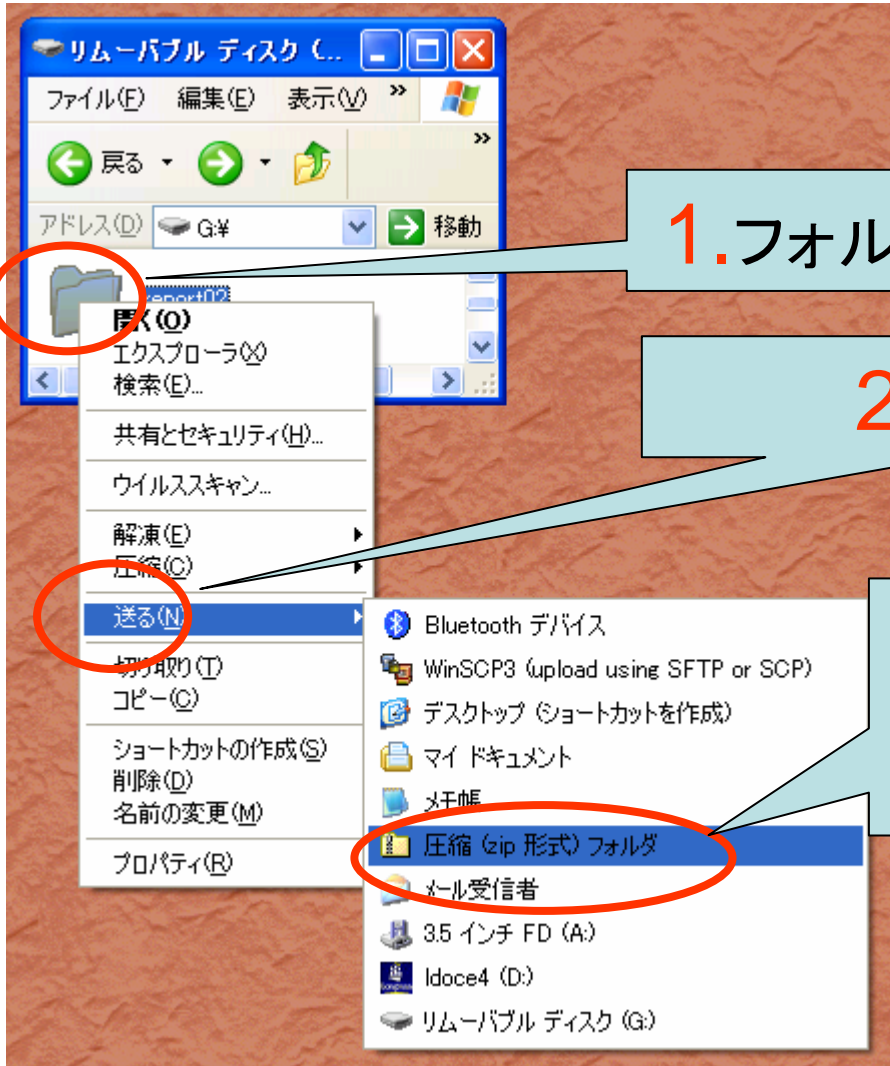 リムーバブル ディスク (...
ファイル(F) 編集(E) 表示(V) »
戻る »
アドレス(D) G:¥ 移動
report02
1.フォル
2
開く(O)
エクスプローラ(X)
検索(E)...
共有とセキュリティ(H)...
ウイルススキャン...
解凍(E)
圧縮(C)
送る(N)
切り取り(T)
コピー(C)
ショートカットの作成(S)
削除(D)
名前の変更(M)
プロパティ(R)
Bluetooth デバイス
WinSCP3 (upload using SFTP or SCP)
デスクトップ (ショートカットを作成)
マイ ドキュメント
メモ帳
圧縮 (zip 形式) フォルダ
メール受信者
3.5 インチ FD (A:)
ldoce4 (D:)
リムーバブル ディスク (G:)